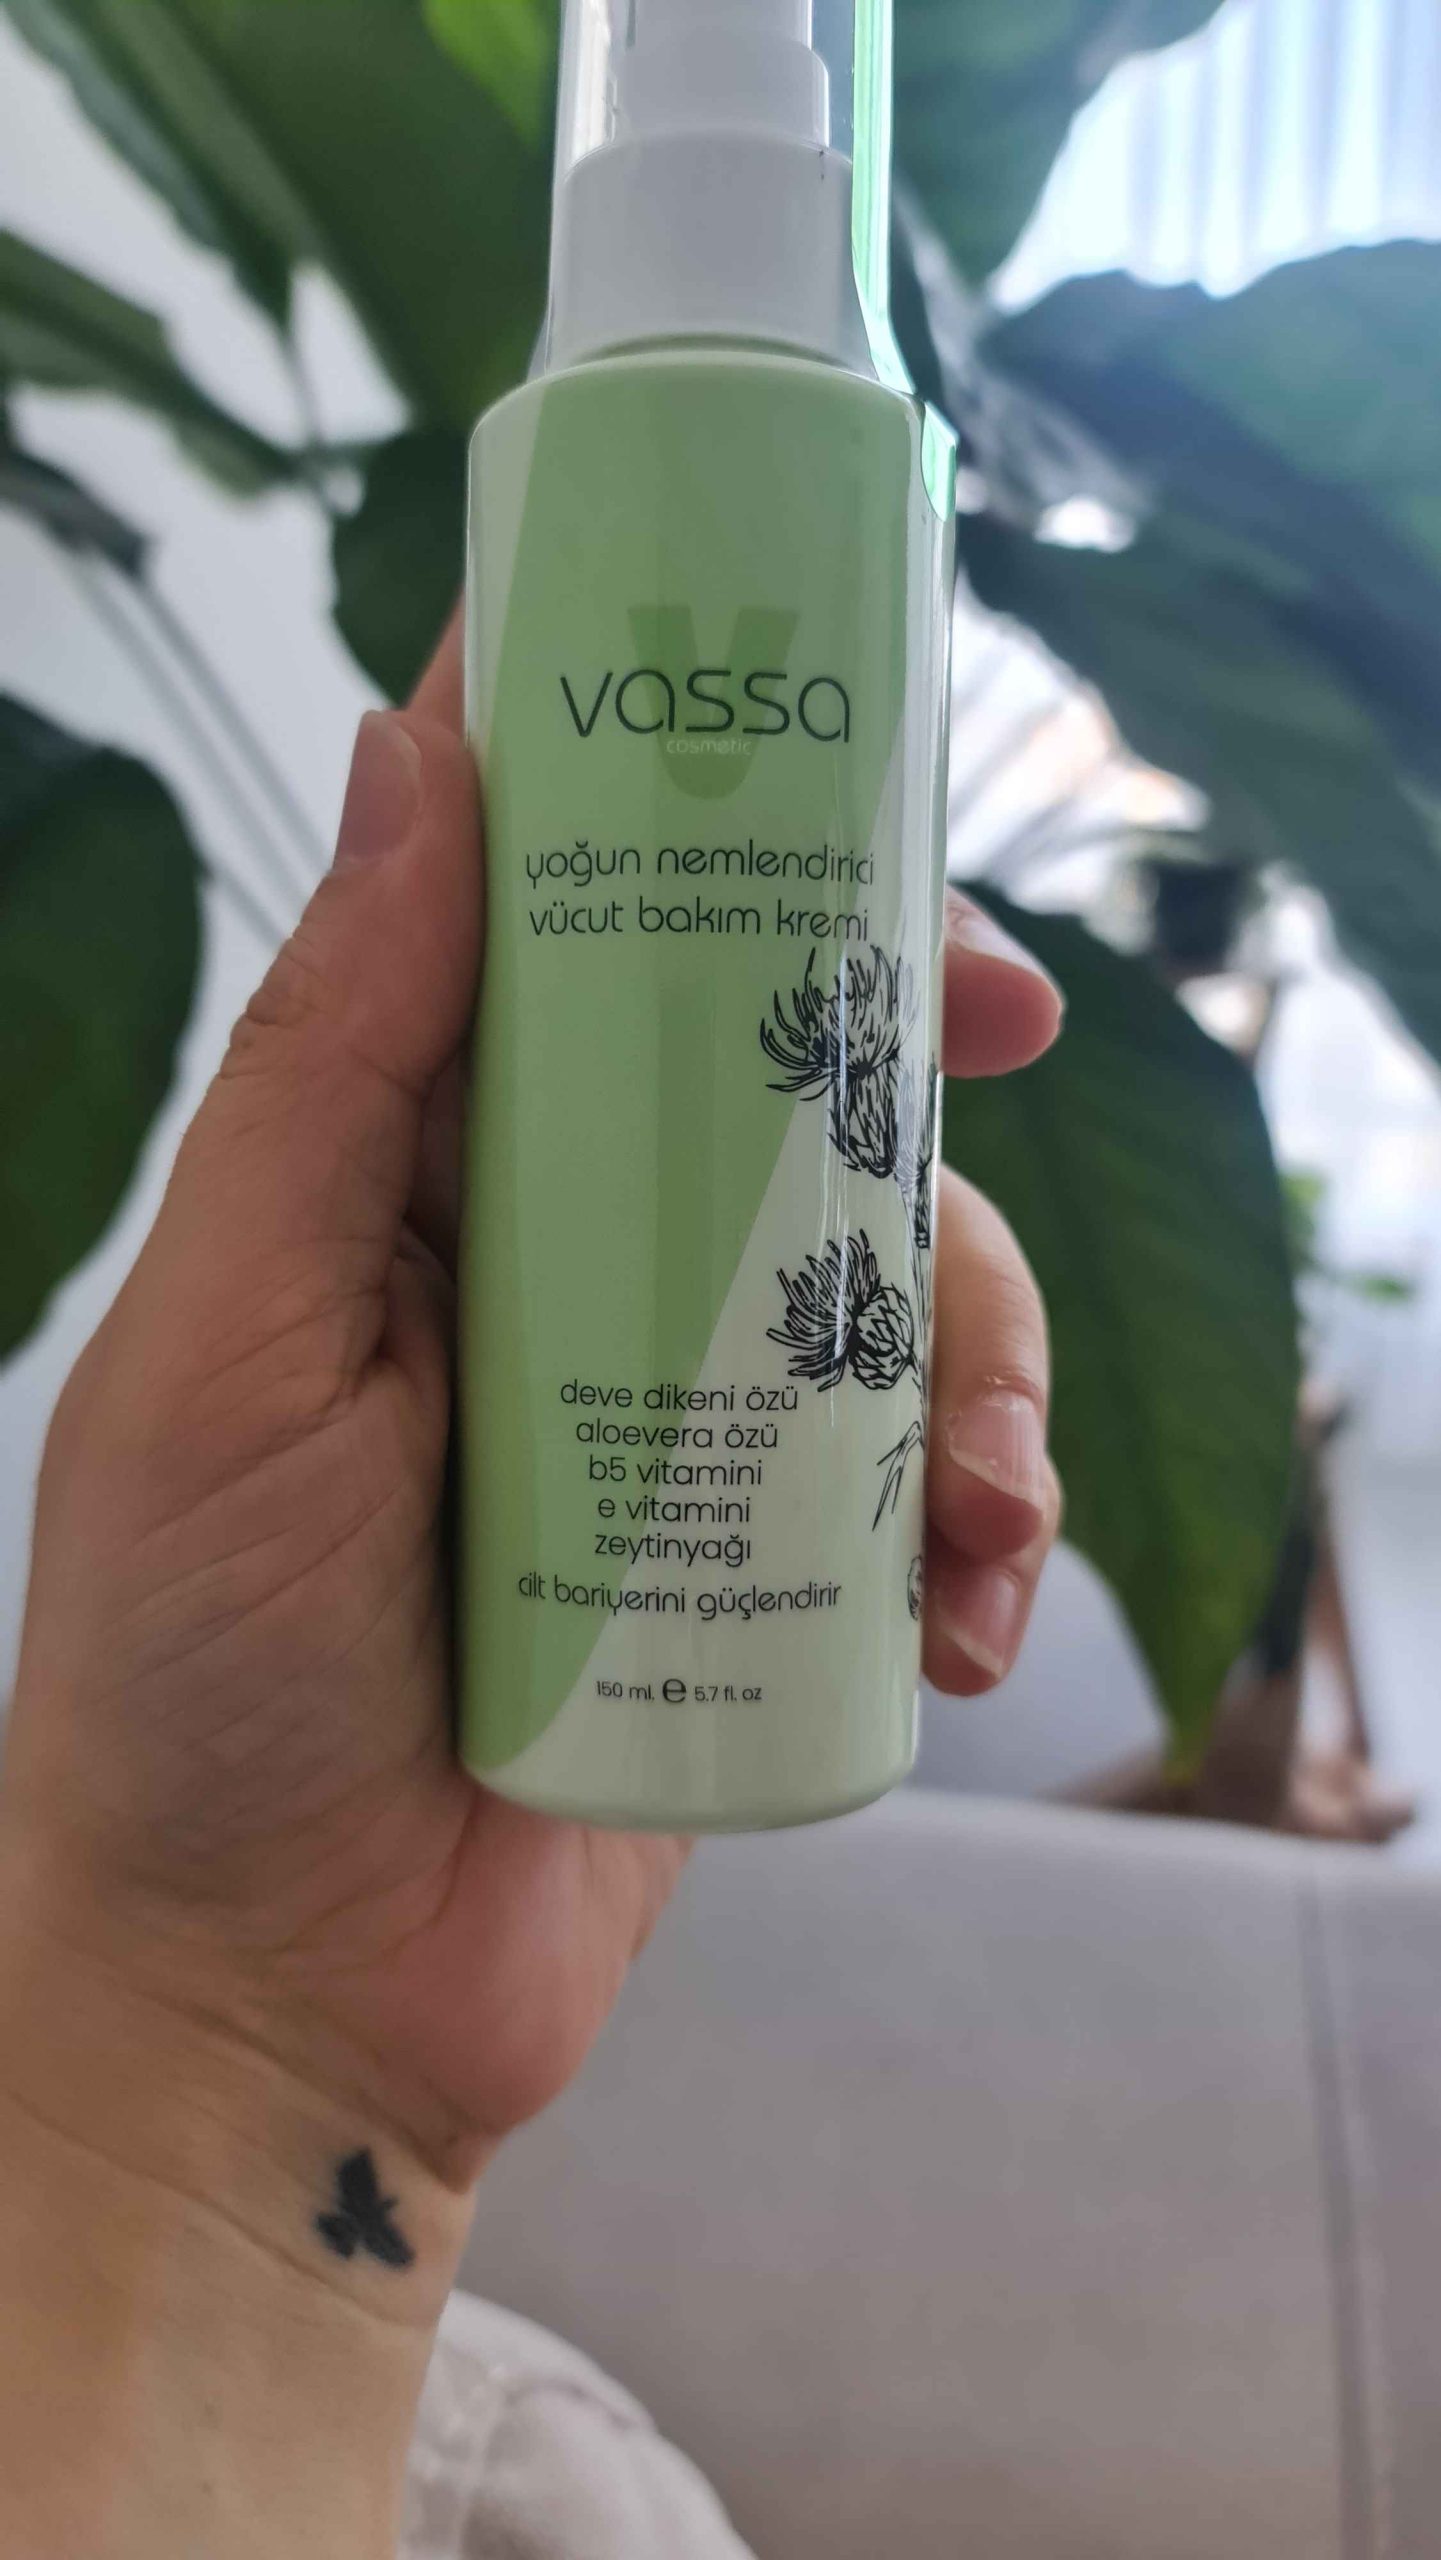 vassa
cosmetic
yoğun nemlendirici
vücut bakım kremi
deve dikeni özü
aloevera özü
b5 vitamini
e vitamini
zeytinyağı
cilt bariyerini güçlendirir
150 ml. ℮ 5.7 fl. oz